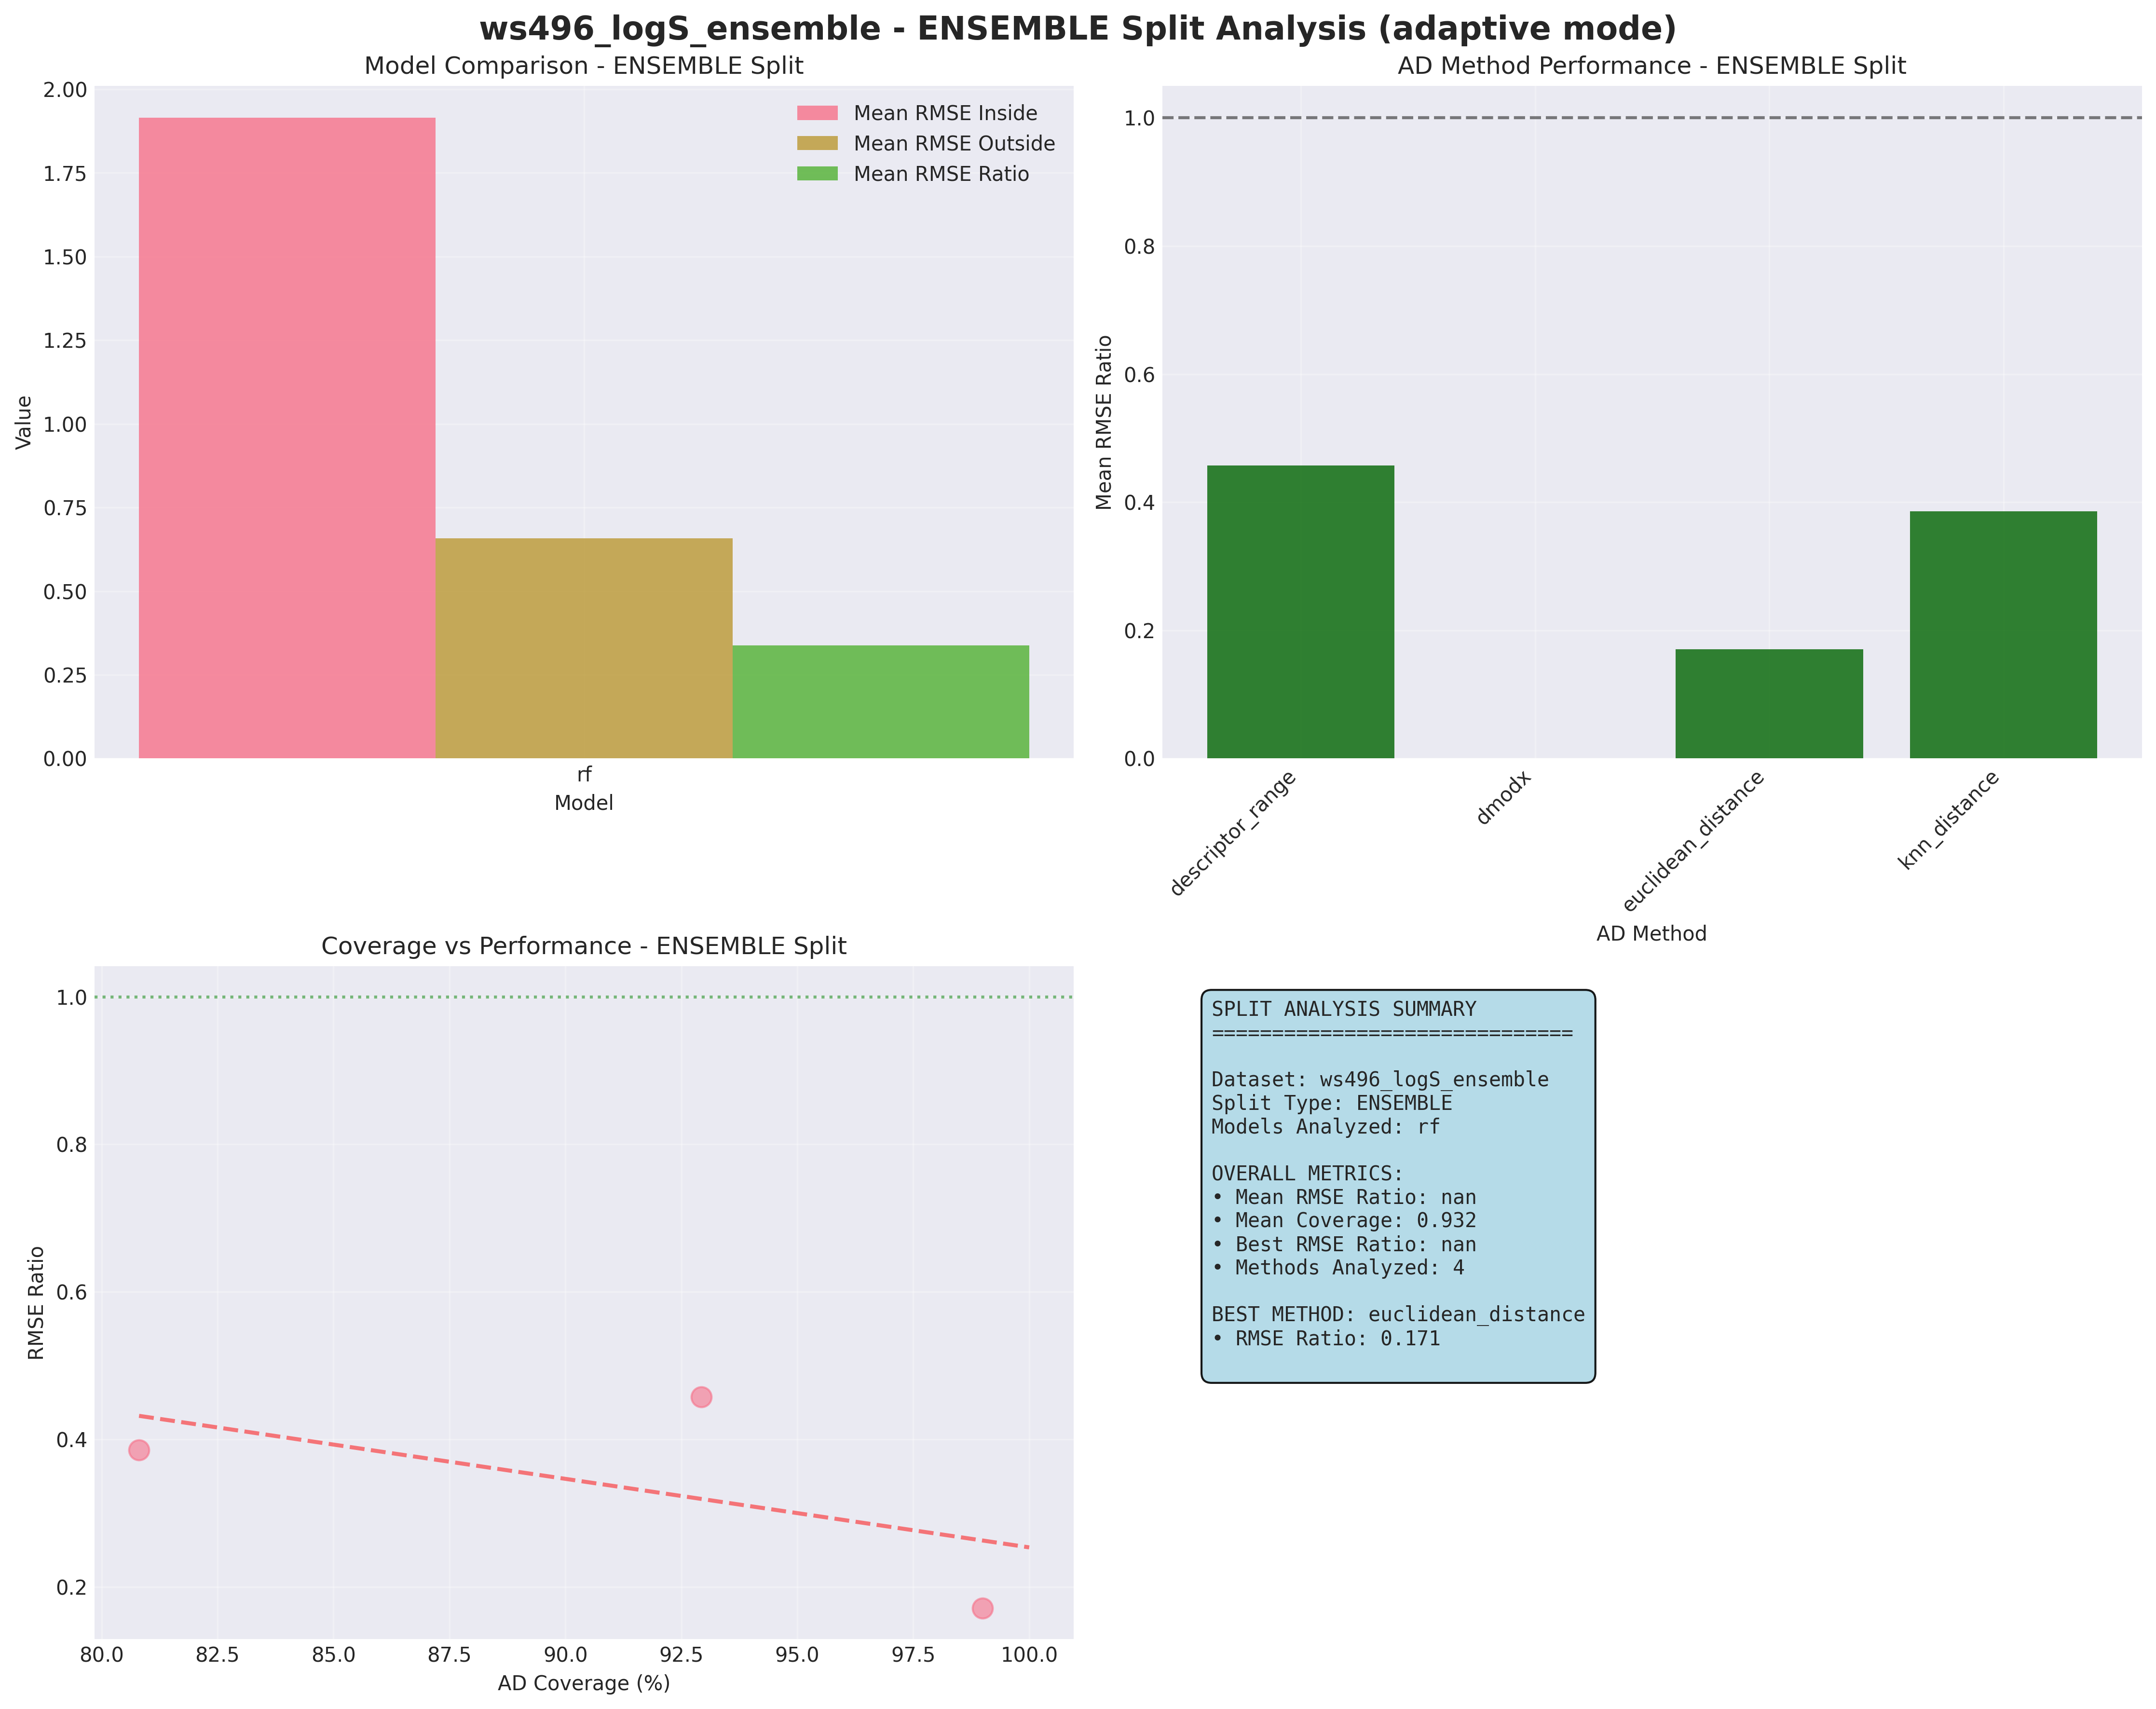 ws496_logS_ensemble - ENSEMBLE Split Analysis (adaptive mode)
Model Comparison - ENSEMBLE Split
2.00
1.75
1.50
1.25
1.00
0.75
0.50
0.25
0.00
Value
rf
Model
Mean RMSE Inside
Mean RMSE Outside
Mean RMSE Ratio
AD Method Performance - ENSEMBLE Split
1.0
0.8
0.6
0.4
0.2
0.0
Mean RMSE Ratio
descriptor_range
dmodx
euclidean_distance
knn_distance
AD Method
Coverage vs Performance - ENSEMBLE Split
1.0
0.8
0.6
0.4
0.2
RMSE Ratio
80.0
82.5
85.0
87.5
90.0
92.5
95.0
97.5
100.0
AD Coverage (%)
SPLIT ANALYSIS SUMMARY
==============================
Dataset: ws496_logS_ensemble
Split Type: ENSEMBLE
Models Analyzed: rf
OVERALL METRICS:
• Mean RMSE Ratio: nan
• Mean Coverage: 0.932
• Best RMSE Ratio: nan
• Methods Analyzed: 4
BEST METHOD: euclidean_distance
• RMSE Ratio: 0.171